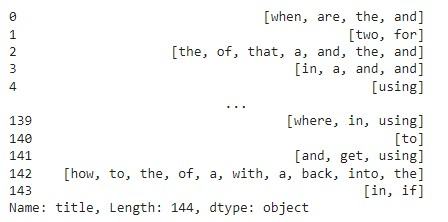 0 [when, are, the, and]
1 [two, for]
2 [the, of, that, a, and, the, and]
3 [in, a, and, and]
4 [using]
...
139 [where, in, using]
140 [to]
141 [and, get, using]
142 [how, to, the, of, a, with, a, back, into, the]
143 [in, if]
Name: title, Length: 144, dtype: object